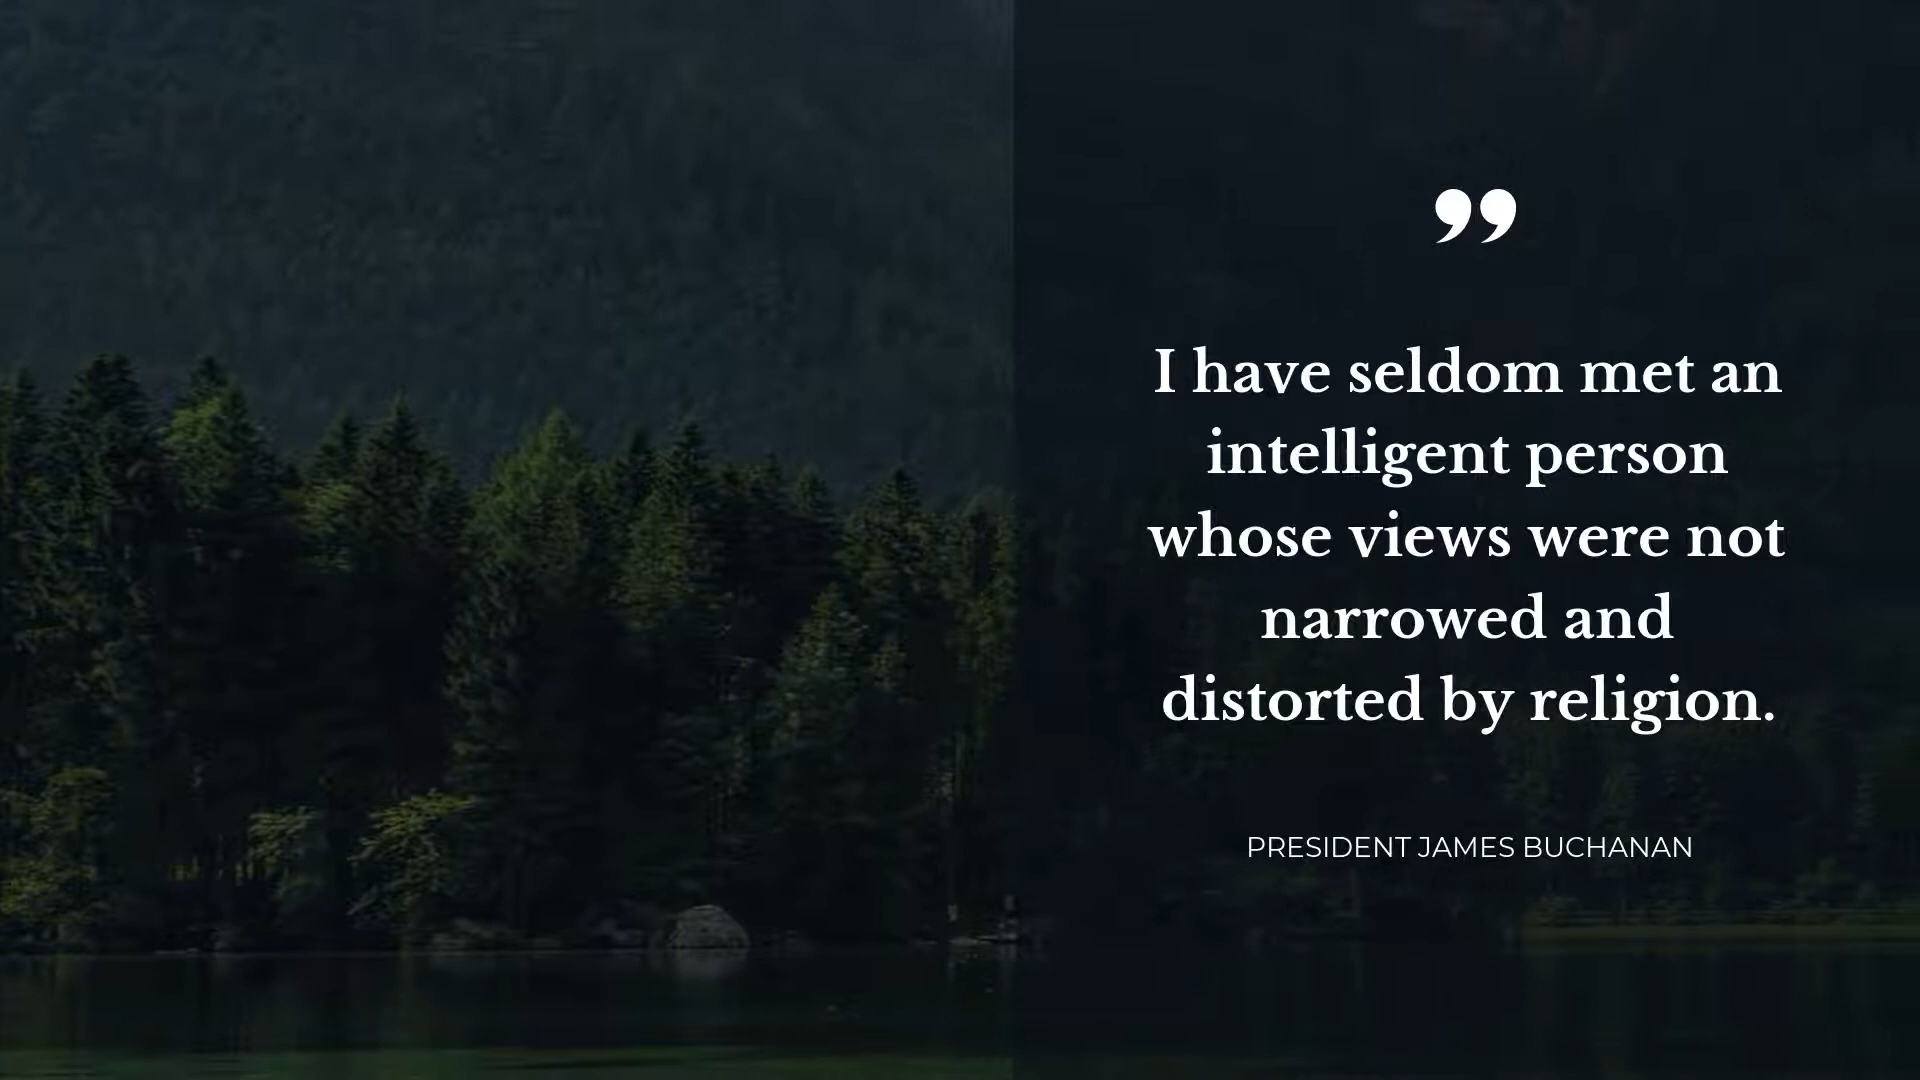 ”
I have seldom met an
intelligent person
whose views were not
narrowed and
distorted by religion.
PRESIDENT JAMES BUCHANAN